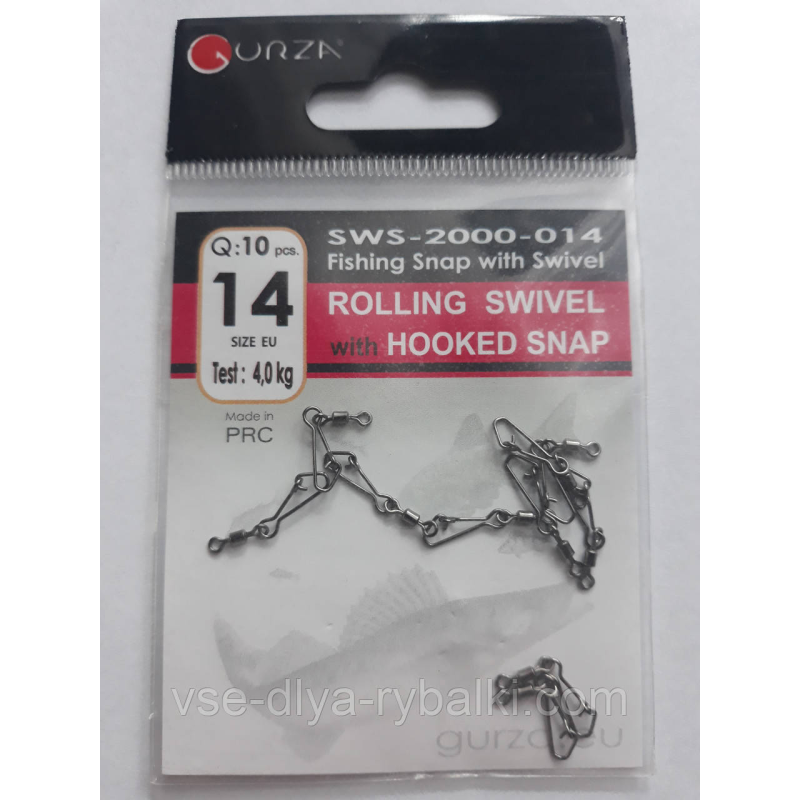 GURZA
Q:10 pcs.
14
SIZE EU
Test: 4,0 kg
SWS-2000-014
Fishing Snap with Swivel
ROLLING SWIVEL
with HOOKED SNAP
Made in
PRC
vse-dlya-rybalki.com
gurza.eu